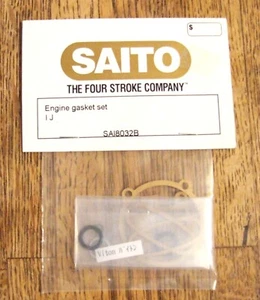 $
SAITO
THE FOUR STROKE COMPANY™
Engine gasket set
I J
SAI8032B